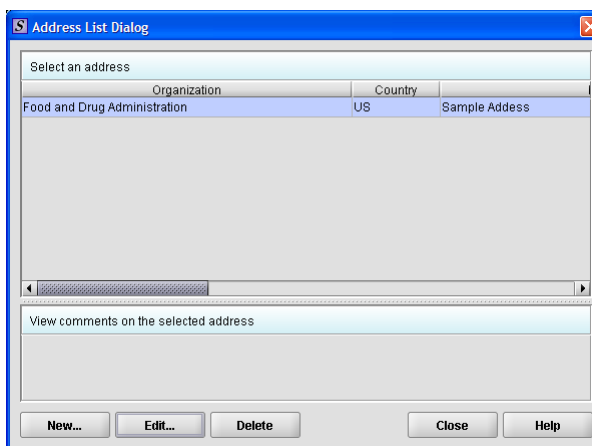 S Address List Dialog
Select an address
Organization Country
Food and Drug Administration US Sample Addess
View comments on the selected address
New... Edit... Delete Close Help